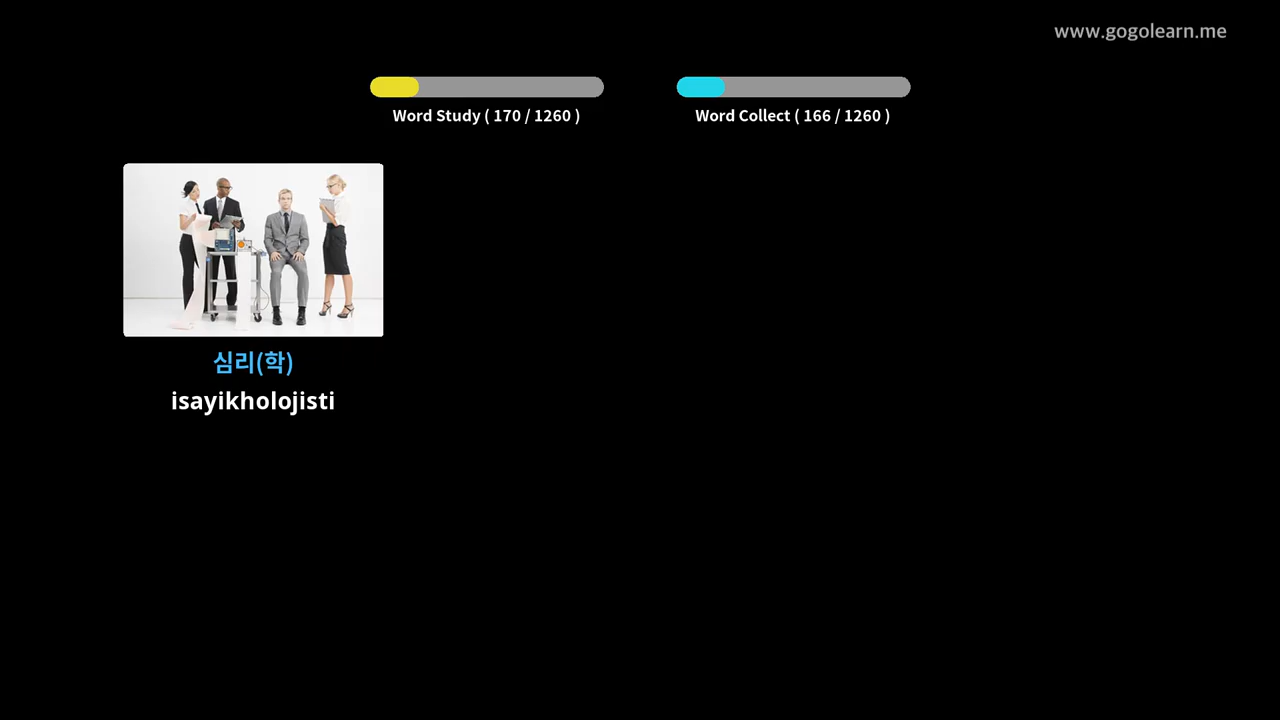 www.gogolearn.me
Word Study ( 170 / 1260 )
Word Collect ( 166 / 1260 )
심리(학)
isayikholojisti